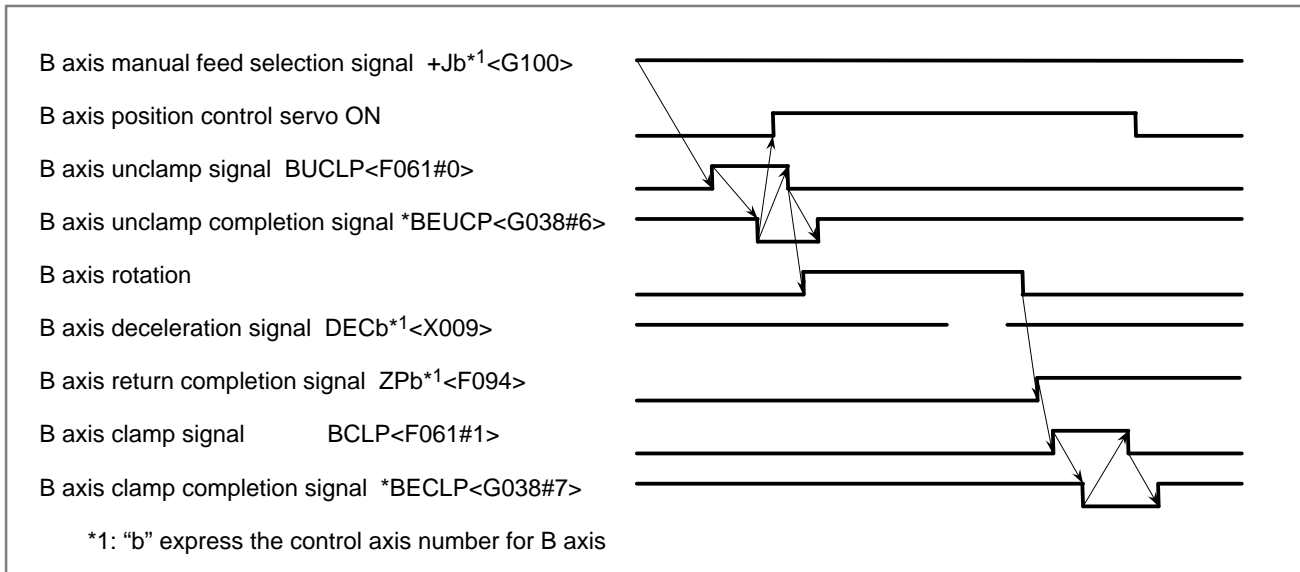 B axis manual feed selection signal +Jb*1<G100>
B axis position control servo ON
B axis unclamp signal BUCLP<F061#0>
B axis unclamp completion signal *BEUCP<G038#6>
B axis rotation
B axis deceleration signal DECb*1<X009>
B axis return completion signal ZPb*1<F094>
B axis clamp signal BCLP<F061#1>
B axis clamp completion signal *BECLP<G038#7>
*1: “b” express the control axis number for B axis